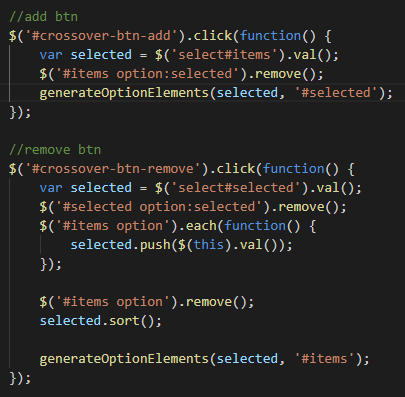 //add btn
$('#crossover-btn-add').click(function() {
var selected = $('select#items').val();
$('#items option:selected').remove();
generateOptionElements(selected, '#selected');
});
//remove btn
$('#crossover-btn-remove').click(function() {
var selected = $('select#selected').val();
$('#selected option:selected').remove();
$('#items option').each(function() {
selected.push($(this).val());
});
$('#items option').remove();
selected.sort();
generateOptionElements(selected, '#items');
});